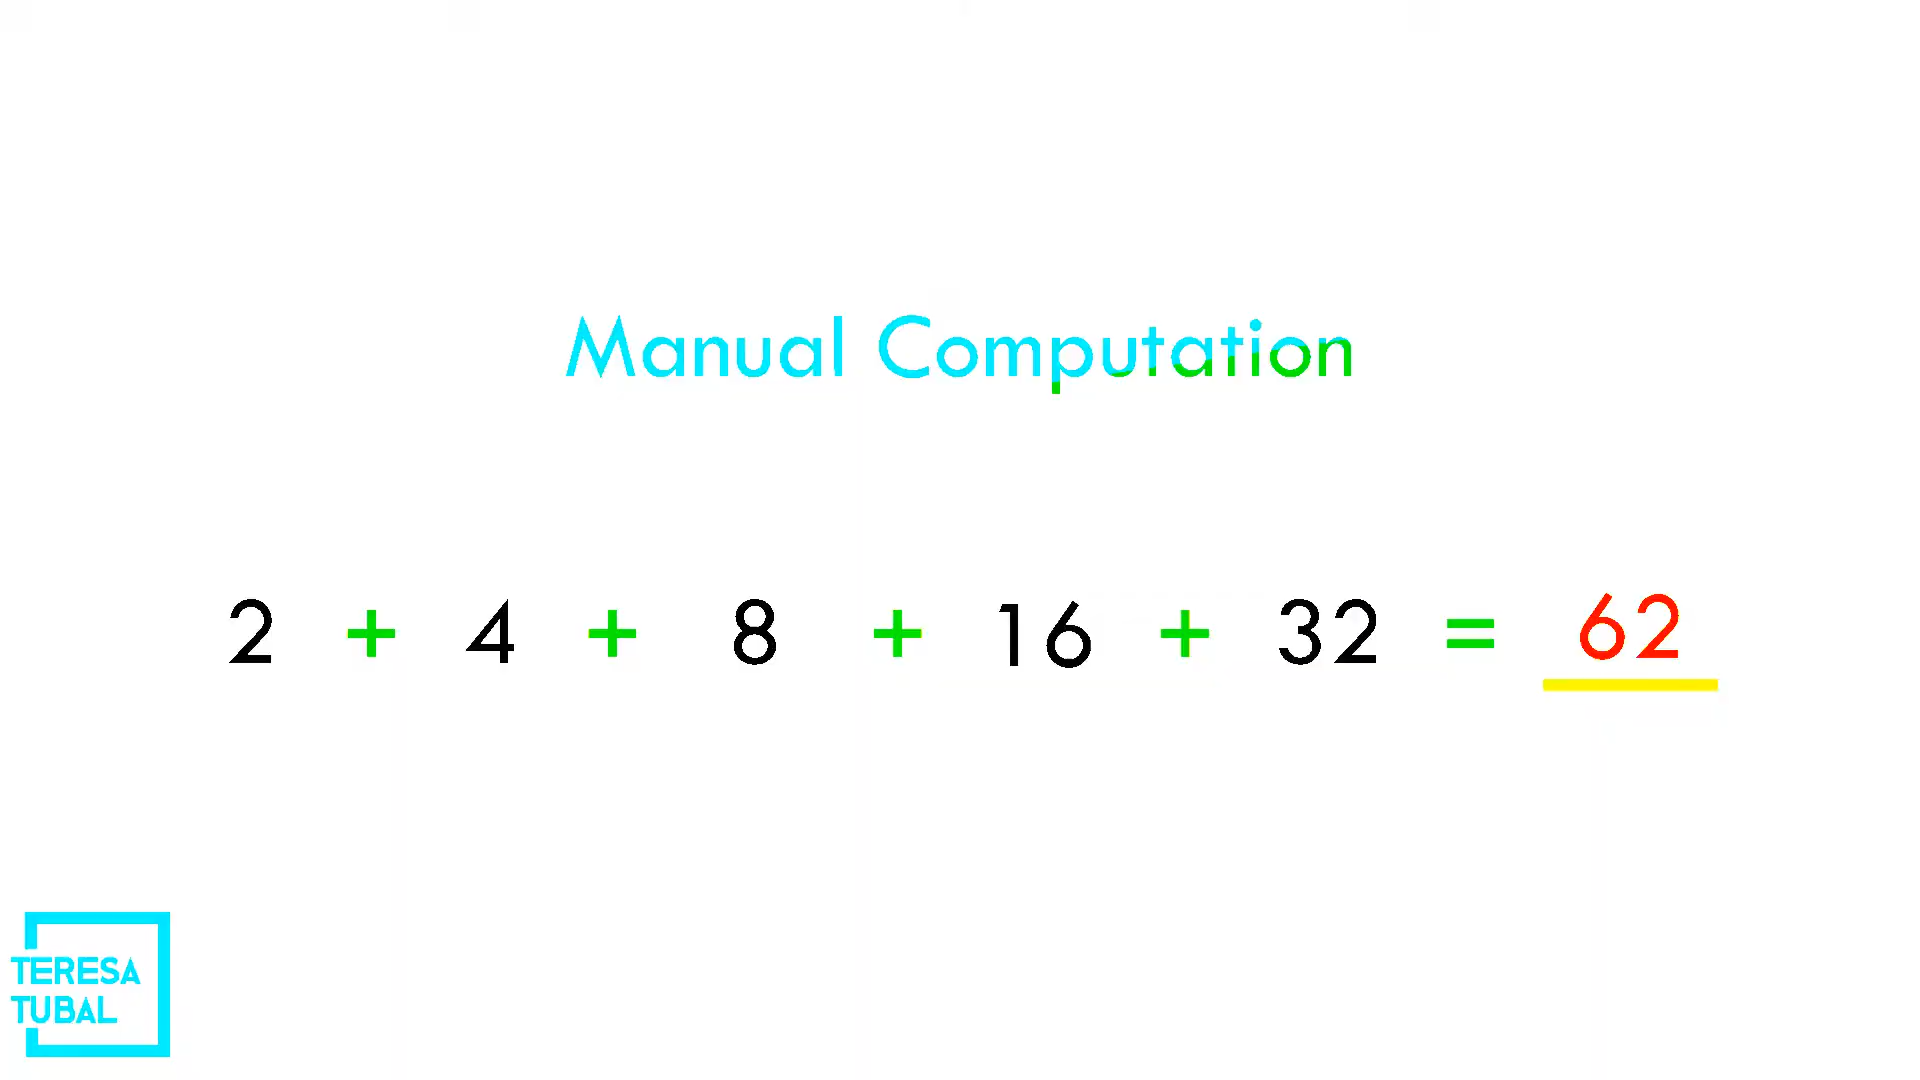 Manual Computation
2 + 4 + 8 + 16 + 32 = 62
TERESA
TUBAL